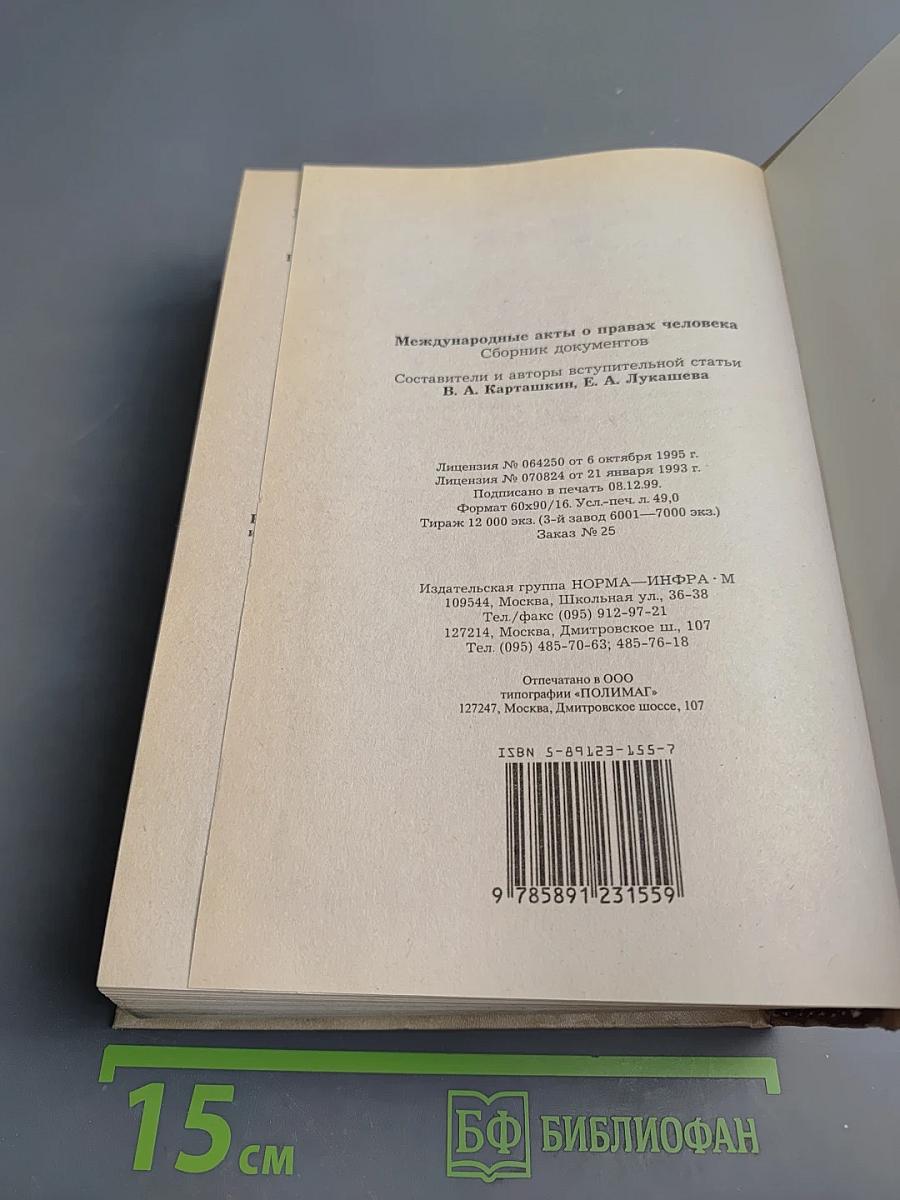 Международные акты о правах человека
Сборник документов
Составители и авторы вступительной статьи
В. А. Карташкин, Е. А. Лукашева
Лицензия № 064250 от 6 октября 1995 г.
Лицензия № 070824 от 21 января 1993 г.
Подписано в печать 08.12.99.
Формат 60х90/16. Усл.-печ. л. 49,0
Тираж 12 000 экз. (3-й завод 6001—7000 экз.)
Заказ № 25
Издательская группа НОРМА—ИНФРА · М
109544, Москва, Школьная ул., 36-38
Тел./факс (095) 912-97-21
127214, Москва, Дмитровское ш., 107
Тел. (095) 485-70-63; 485-76-18
Отпечатано в ООО
типографии «ПОЛИМАГ»
127247, Москва, Дмитровское шоссе, 107
ISBN 5-89123-155-7
9 785891 231559
15 см
БФ БИБЛИОФАН